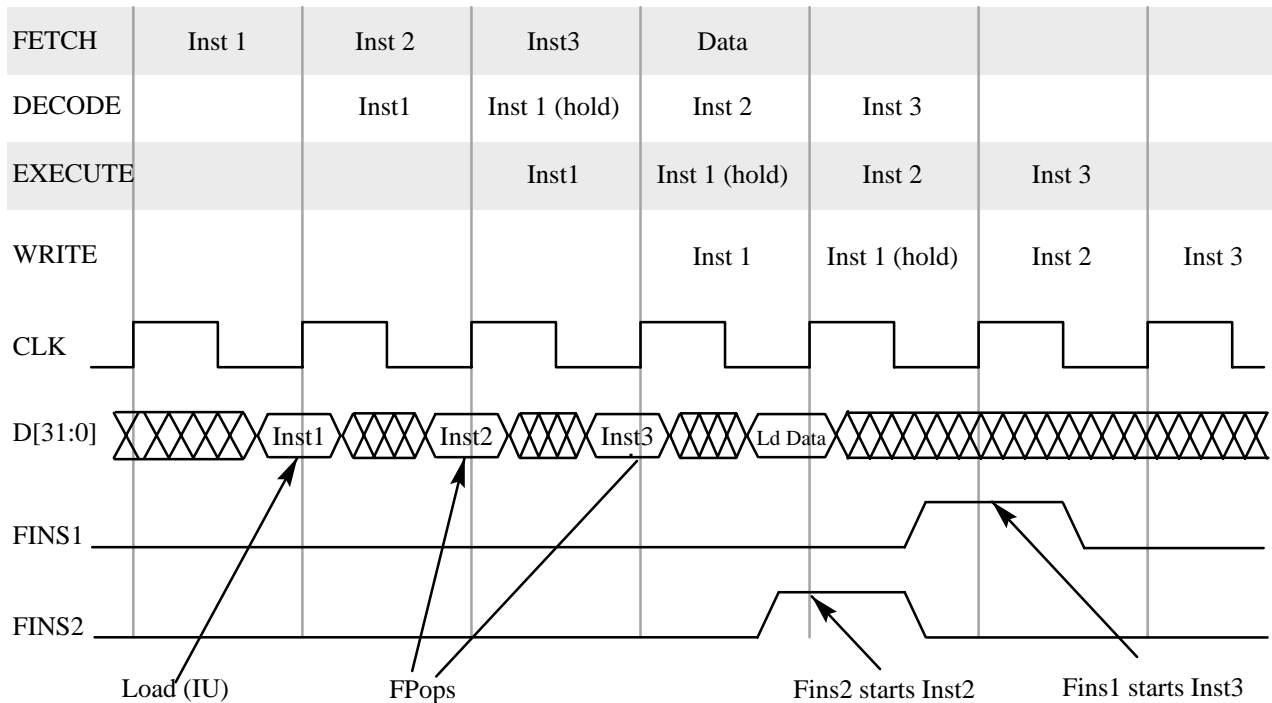 FETCH Inst 1 Inst 2 Inst3 Data
DECODE Inst1 Inst 1 (hold) Inst 2 Inst 3
EXECUTE Inst1 Inst 1 (hold) Inst 2 Inst 3
WRITE Inst 1 Inst 1 (hold) Inst 2 Inst 3
CLK
D[31:0] Inst1 Inst2 Inst3 Ld Data
FINS1
FINS2
Load (IU) FPops Fins2 starts Inst2 Fins1 starts Inst3